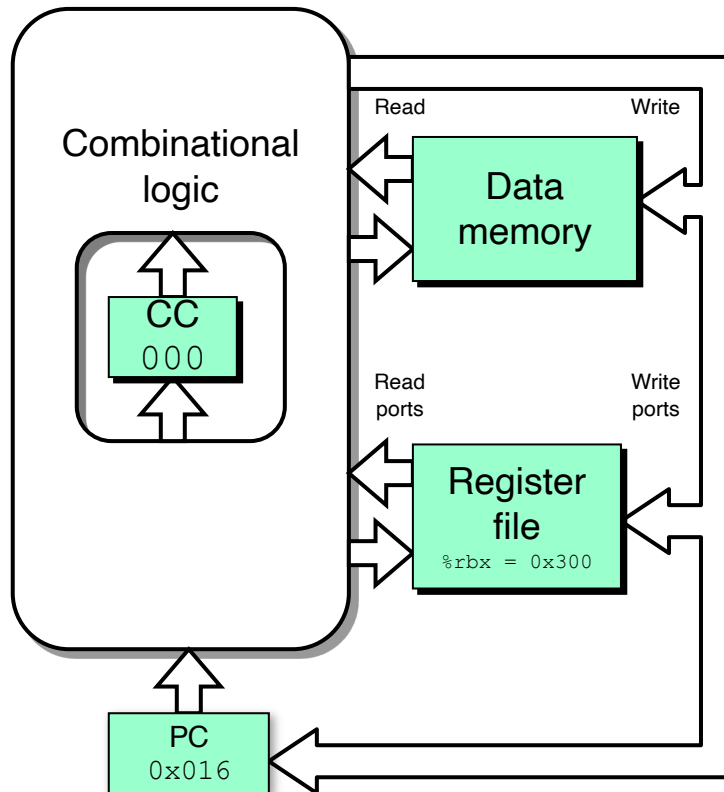 Read
Write
Combinational
logic
Data
memory
CC
000
Read
ports
Write
ports
Register
file
%rbx = 0x300
PC
0x016